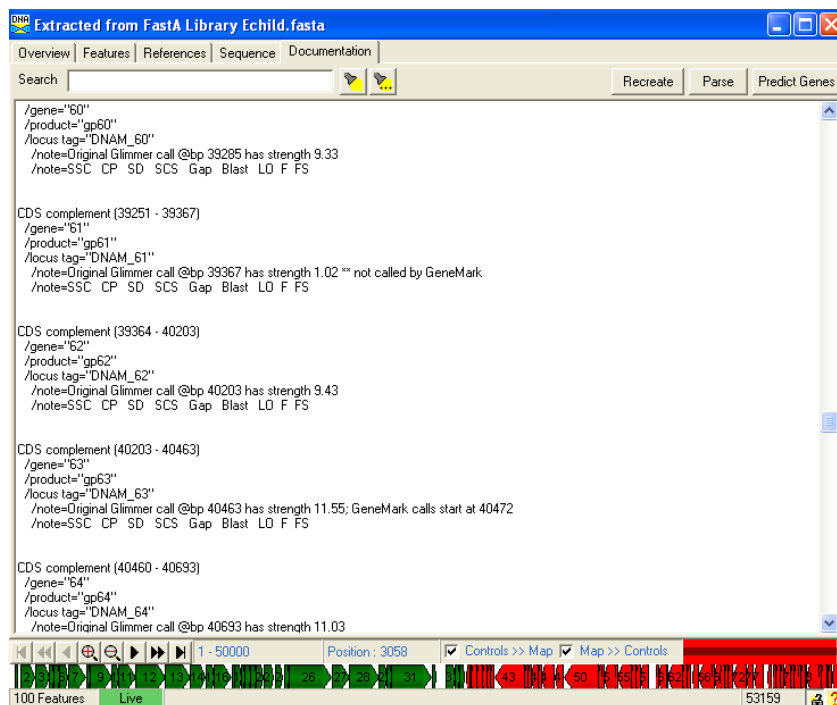 Extracted from FastA Library Echild.fasta
Overview Features References Sequence Documentation
Search Recreate Parse Predict Genes
/gene="60"
/product="gp60"
/locus tag="DNAM_60"
/note=Original Glimmer call @bp 39285 has strength 9.33
/note=SSC CP SD SCS Gap Blast LO F FS
CDS complement (39251 - 39367)
/gene="61"
/product="gp61"
/locus tag="DNAM_61"
/note=Original Glimmer call @bp 39367 has strength 1.02 ** not called by GeneMark
/note=SSC CP SD SCS Gap Blast LO F FS
CDS complement (39364 - 40203)
/gene="62"
/product="gp62"
/locus tag="DNAM_62"
/note=Original Glimmer call @bp 40203 has strength 9.43
/note=SSC CP SD SCS Gap Blast LO F FS
CDS complement (40203 - 40463)
/gene="63"
/product="gp63"
/locus tag="DNAM_63"
/note=Original Glimmer call @bp 40463 has strength 11.55; GeneMark calls start at 40472
/note=SSC CP SD SCS Gap Blast LO F FS
CDS complement (40460 - 40693)
/gene="64"
/product="gp64"
/locus tag="DNAM_64"
/note=Original Glimmer call @bp 40693 has strength 11.03
1 - 50000 Position : 3058 Controls >> Map Map >> Controls
9 11 12 13 14 26 28 31 43 50 55
100 Features Live 53159